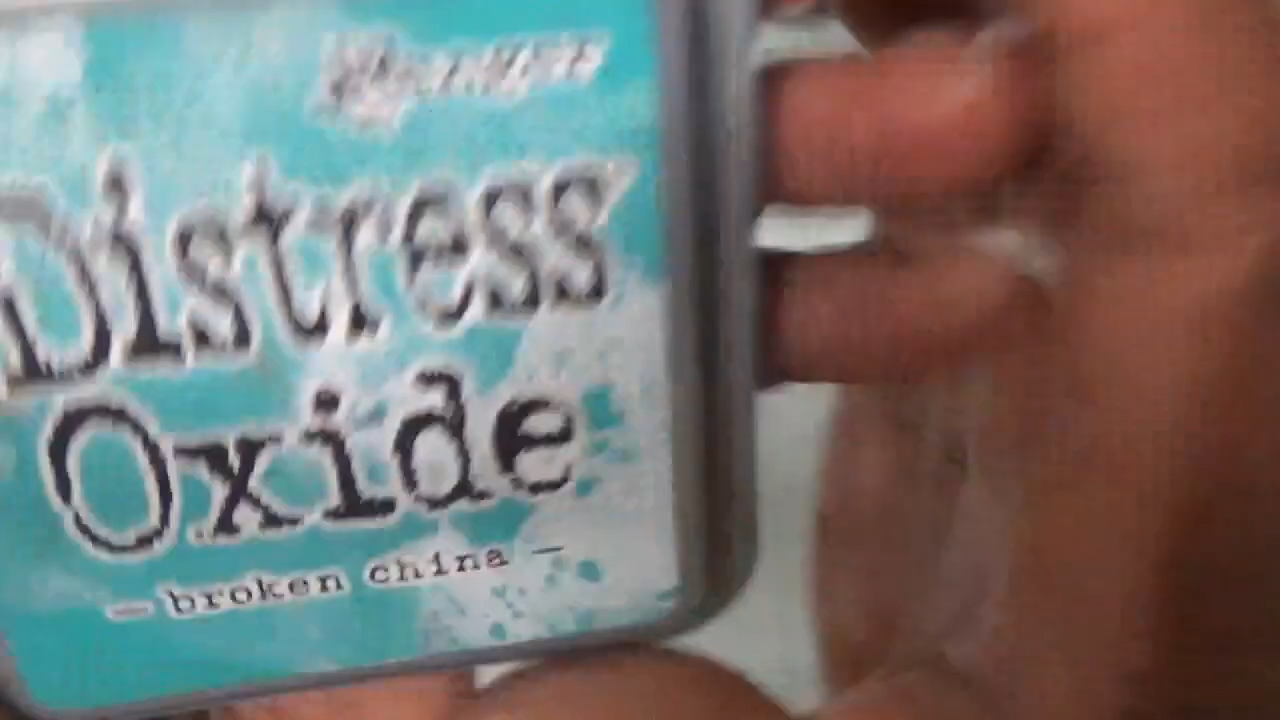 Distress
Oxide
— broken china —